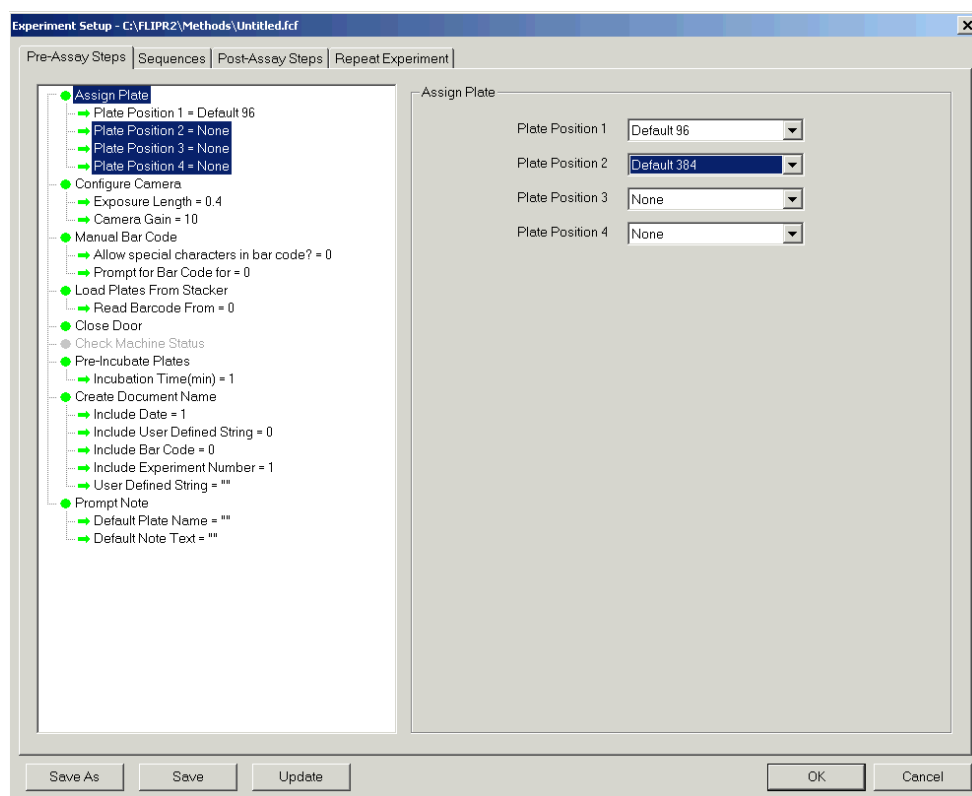 Experiment Setup - C:\FLIPR2\Methods\Untitled.fcf
Pre-Assay Steps Sequences Post-Assay Steps Repeat Experiment
Assign Plate
Plate Position 1 = Default 96
Plate Position 2 = None
Plate Position 3 = None
Plate Position 4 = None
Configure Camera
Exposure Length = 0.4
Camera Gain = 10
Manual Bar Code
Allow special characters in bar code? = 0
Prompt for Bar Code for = 0
Load Plates From Stacker
Read Barcode From = 0
Close Door
Check Machine Status
Pre-Incubate Plates
Incubation Time(min) = 1
Create Document Name
Include Date = 1
Include User Defined String = 0
Include Bar Code = 0
Include Experiment Number = 1
User Defined String = ""
Prompt Note
Default Plate Name = ""
Default Note Text = ""
Assign Plate
Plate Position 1 Default 96
Plate Position 2 Default 384
Plate Position 3 None
Plate Position 4 None
Save As Save Update OK Cancel